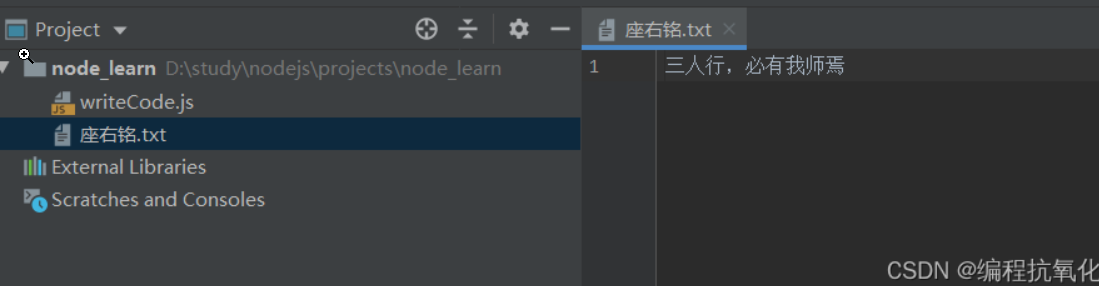 Project
座右铭.txt
node_learn D:\study\nodejs\projects\node_learn
1 三人行，必有我师焉
writeCode.js
JS
座右铭.txt
External Libraries
Scratches and Consoles
CSDN @编程抗氧化